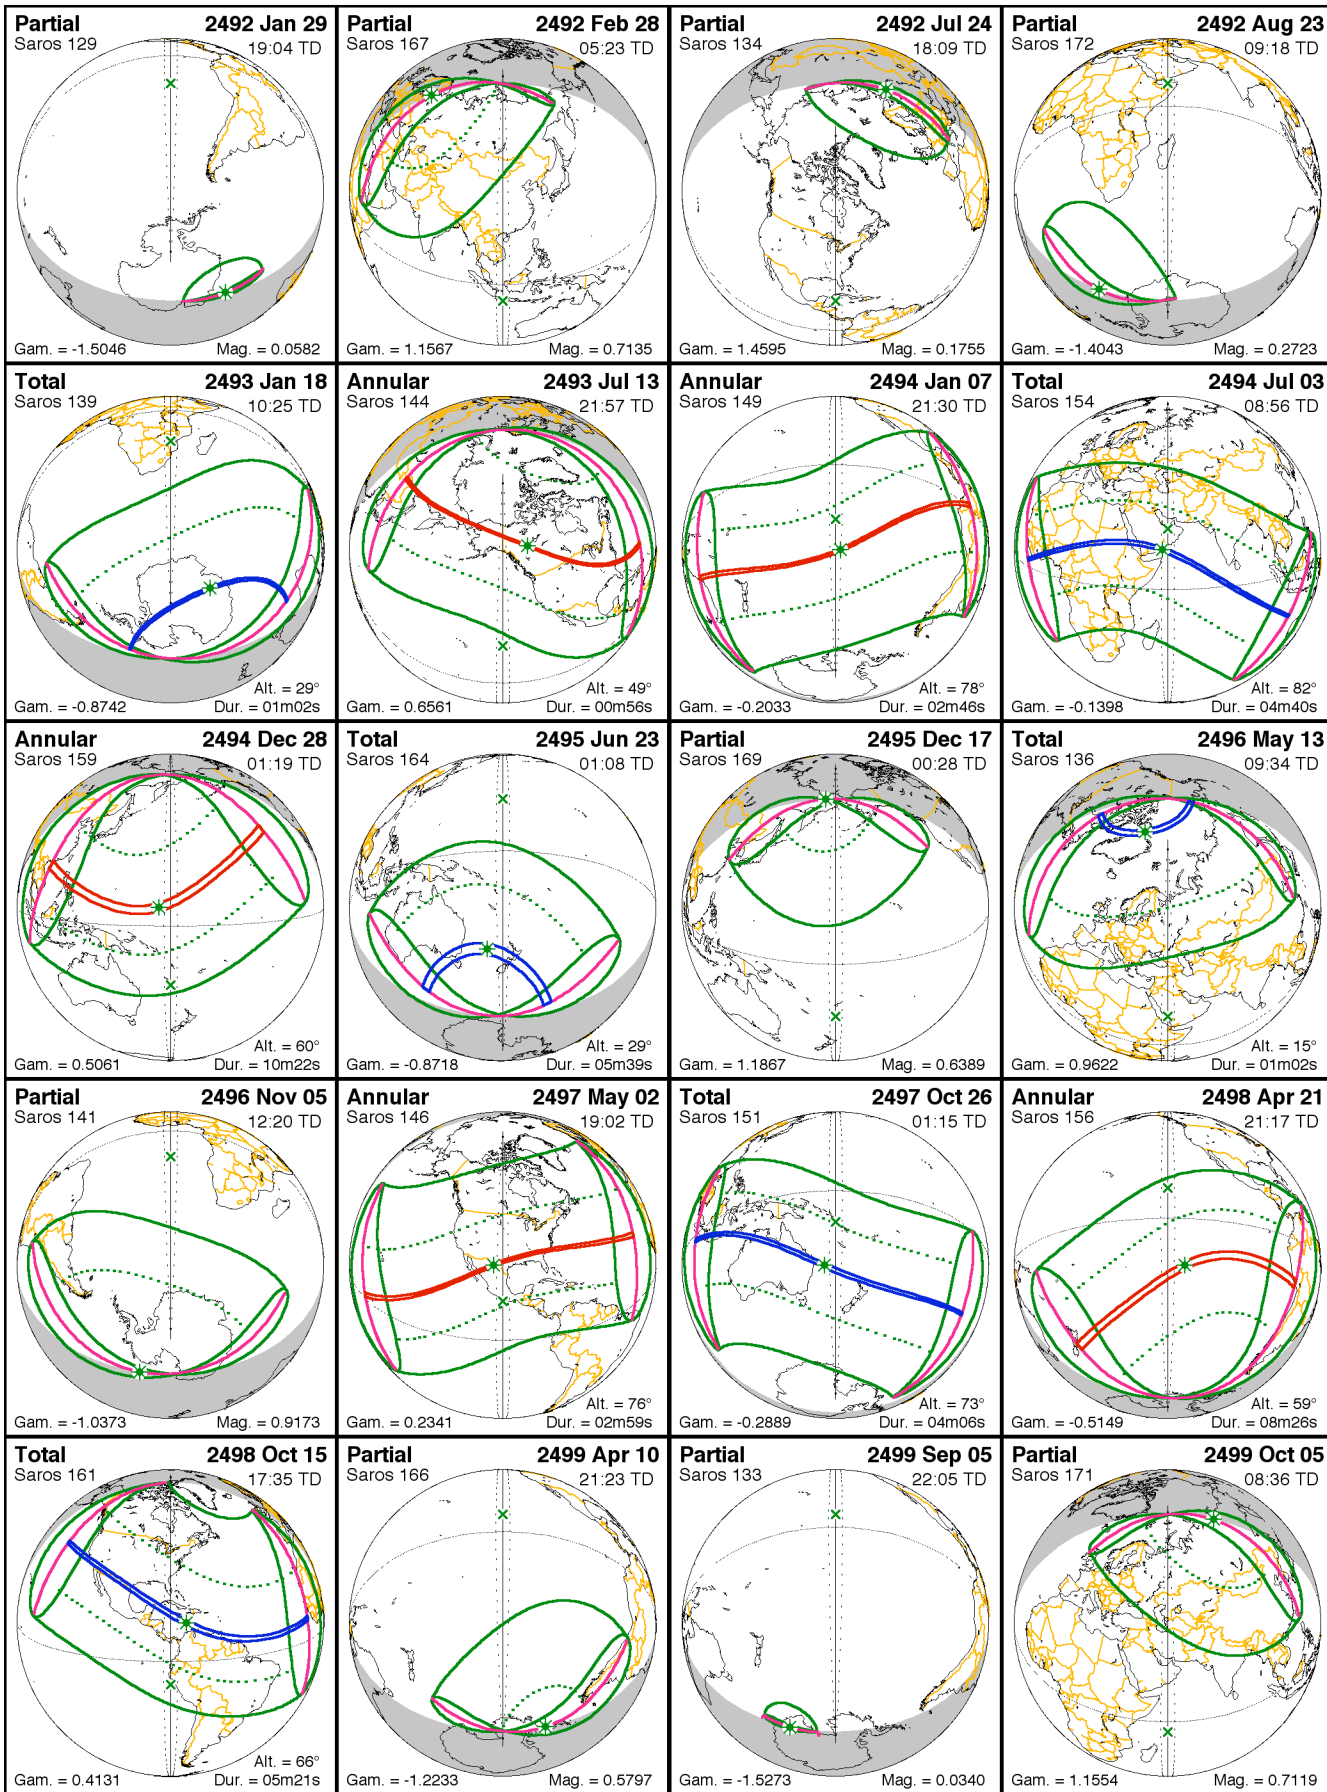 Partial 2492 Jan 29
Saros 129 19:04 TD
Gam. = -1.5046 Mag. = 0.0582
Partial 2492 Feb 28
Saros 167 05:23 TD
Gam. = 1.1567 Mag. = 0.7135
Partial 2492 Jul 24
Saros 134 18:09 TD
Gam. = 1.4595 Mag. = 0.1755
Partial 2492 Aug 23
Saros 172 09:18 TD
Gam. = -1.4043 Mag. = 0.2723
Total 2493 Jan 18
Saros 139 10:25 TD
Alt. = 29°
Gam. = -0.8742 Dur. = 01m02s
Annular 2493 Jul 13
Saros 144 21:57 TD
Alt. = 49°
Gam. = 0.6561 Dur. = 00m56s
Annular 2494 Jan 07
Saros 149 21:30 TD
Alt. = 78°
Gam. = -0.2033 Dur. = 02m46s
Total 2494 Jul 03
Saros 154 08:56 TD
Alt. = 82°
Gam. = -0.1398 Dur. = 04m40s
Annular 2494 Dec 28
Saros 159 01:19 TD
Alt. = 60°
Gam. = 0.5061 Dur. = 10m22s
Total 2495 Jun 23
Saros 164 01:08 TD
Alt. = 29°
Gam. = -0.8718 Dur. = 05m39s
Partial 2495 Dec 17
Saros 169 00:28 TD
Gam. = 1.1867 Mag. = 0.6389
Total 2496 May 13
Saros 136 09:34 TD
Alt. = 15°
Gam. = 0.9622 Dur. = 01m02s
Partial 2496 Nov 05
Saros 141 12:20 TD
Gam. = -1.0373 Mag. = 0.9173
Annular 2497 May 02
Saros 146 19:02 TD
Alt. = 76°
Gam. = 0.2341 Dur. = 02m59s
Total 2497 Oct 26
Saros 151 01:15 TD
Alt. = 73°
Gam. = -0.2889 Dur. = 04m06s
Annular 2498 Apr 21
Saros 156 21:17 TD
Alt. = 59°
Gam. = -0.5149 Dur. = 08m26s
Total 2498 Oct 15
Saros 161 17:35 TD
Alt. = 66°
Gam. = 0.4131 Dur. = 05m21s
Partial 2499 Apr 10
Saros 166 21:23 TD
Gam. = -1.2233 Mag. = 0.5797
Partial 2499 Sep 05
Saros 133 22:05 TD
Gam. = -1.5273 Mag. = 0.0340
Partial 2499 Oct 05
Saros 171 08:36 TD
Gam. = 1.1554 Mag. = 0.7119